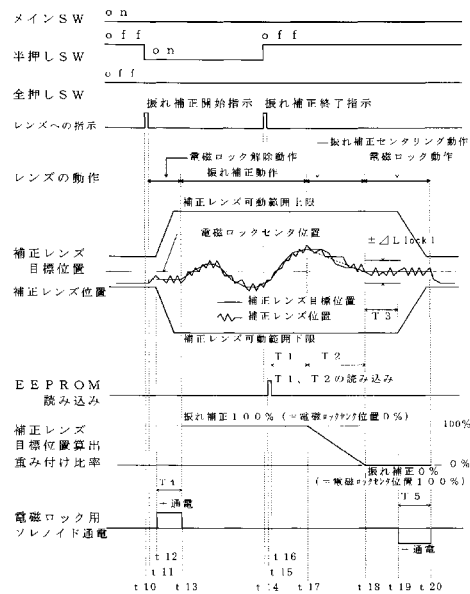 メインSW
on
off
半押しSW
on
off
off
全押しSW
振れ補正開始指示
振れ補正終了指示
レンズへの指示
振れ補正センタリング動作
電磁ロック解除動作
電磁ロック動作
レンズの動作
振れ補正動作
補正レンズ可動範囲上限
電磁ロックセンタ位置
±⊿Llock1
補正レンズ
目標位置
補正レンズ位置
補正レンズ目標位置
補正レンズ位置
T3
補正レンズ可動範囲下限
T1 T2
EEPROM
読み込み
T1、T2の読み込み
振れ補正100%(=電磁ロックセンタ位置0%)
100%
補正レンズ
目標位置算出
重み付け比率
0%
振れ補正0%
(=電磁ロックセンタ位置100%)
T4
T5
+通電
電磁ロック用
ソレノイド通電
-通電
t12
t16
t11
t15
t10 t13 t14 t17 t18 t19 t20